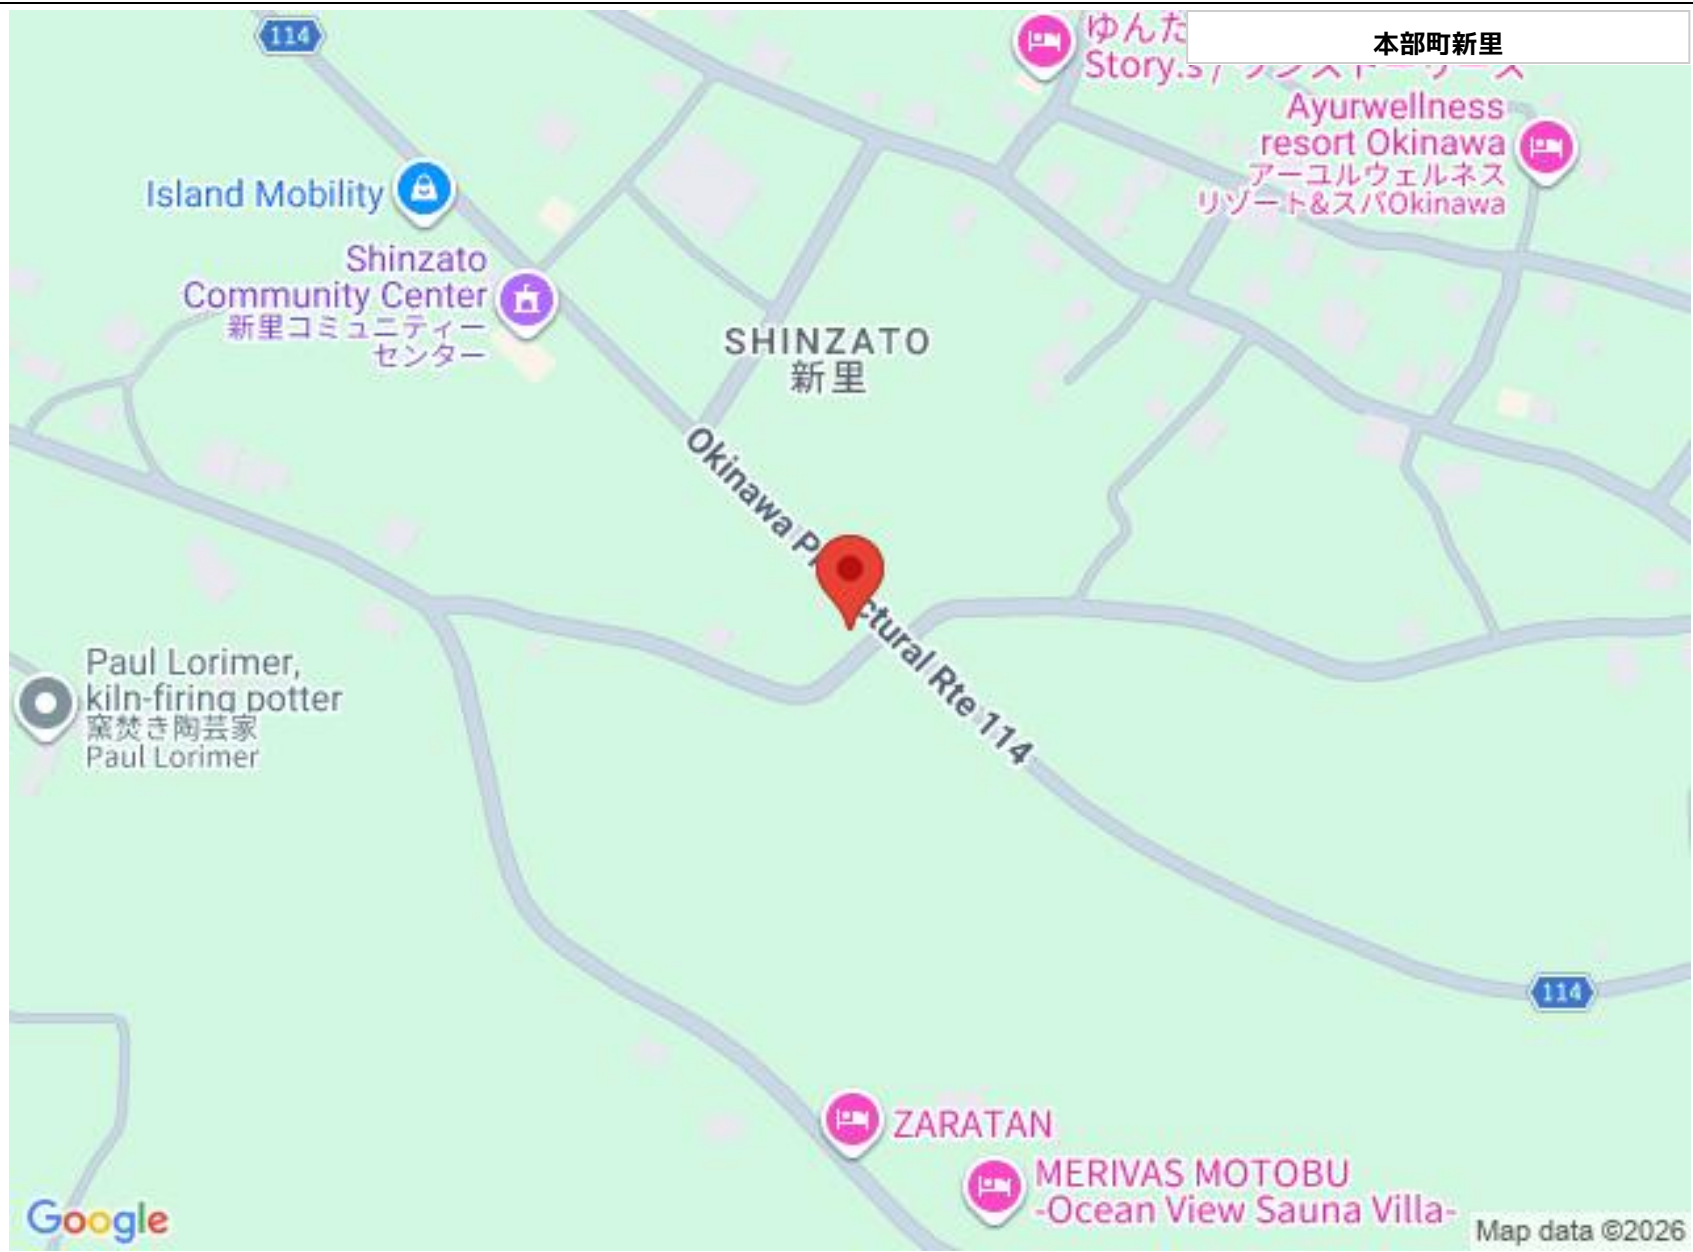 114
ゆんた
本部町新里
Story.s /
Ayurwellness
resort Okinawa
アーユルウェルネス
リゾート&スパOkinawa
Island Mobility
Shinzato
Community Center
新里コミュニティー
センター
SHINZATO
新里
Okinawa P
ctural Rte 114
Paul Lorimer,
kiln-firing potter
窯焚き陶芸家
Paul Lorimer
114
ZARATAN
MERIVAS MOTOBU
-Ocean View Sauna Villa-
Google
Map data ©2026